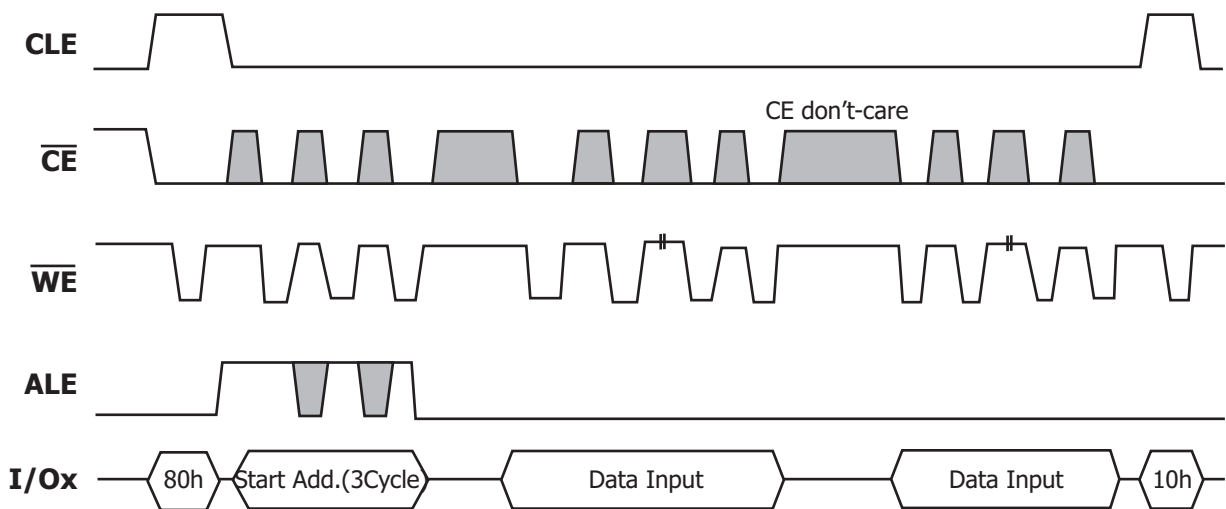 CLE
CE don't-care
CE
WE
ALE
I/Ox 80h Start Add.(3Cycle) Data Input Data Input 10h